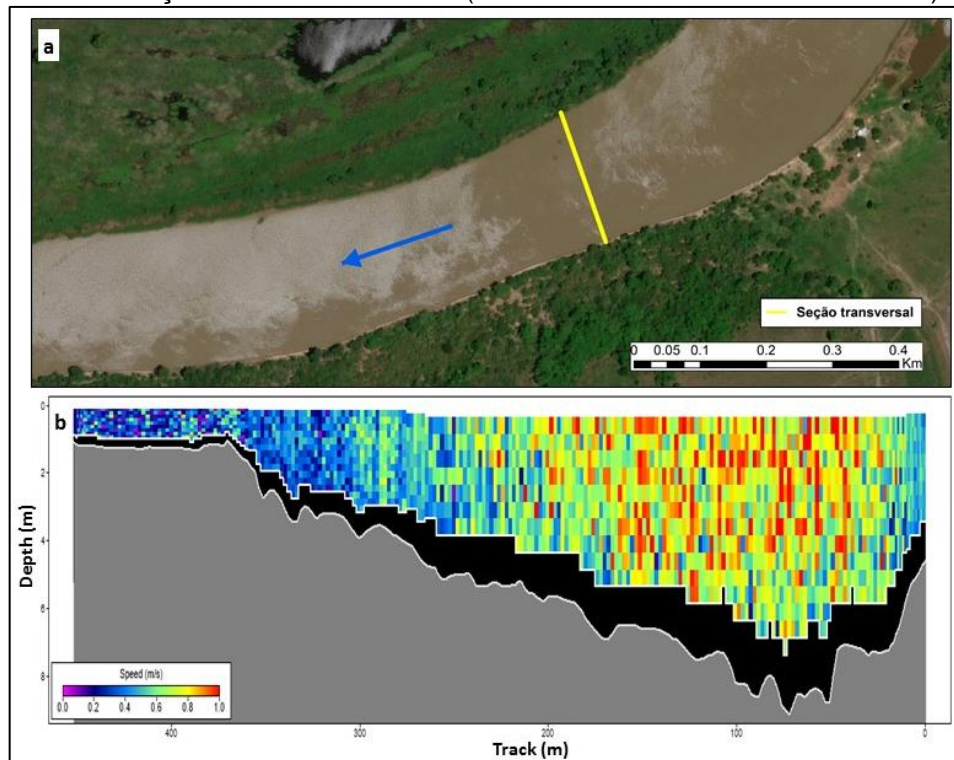 a
Seção transversal
0 0.05 0.1 0.2 0.3 0.4
Km
b
0
2
4
6
8
Depth (m)
Speed (m/s)
0.0 0.2 0.4 0.6 0.8 1.0
400 300 200 100 0
Track (m)